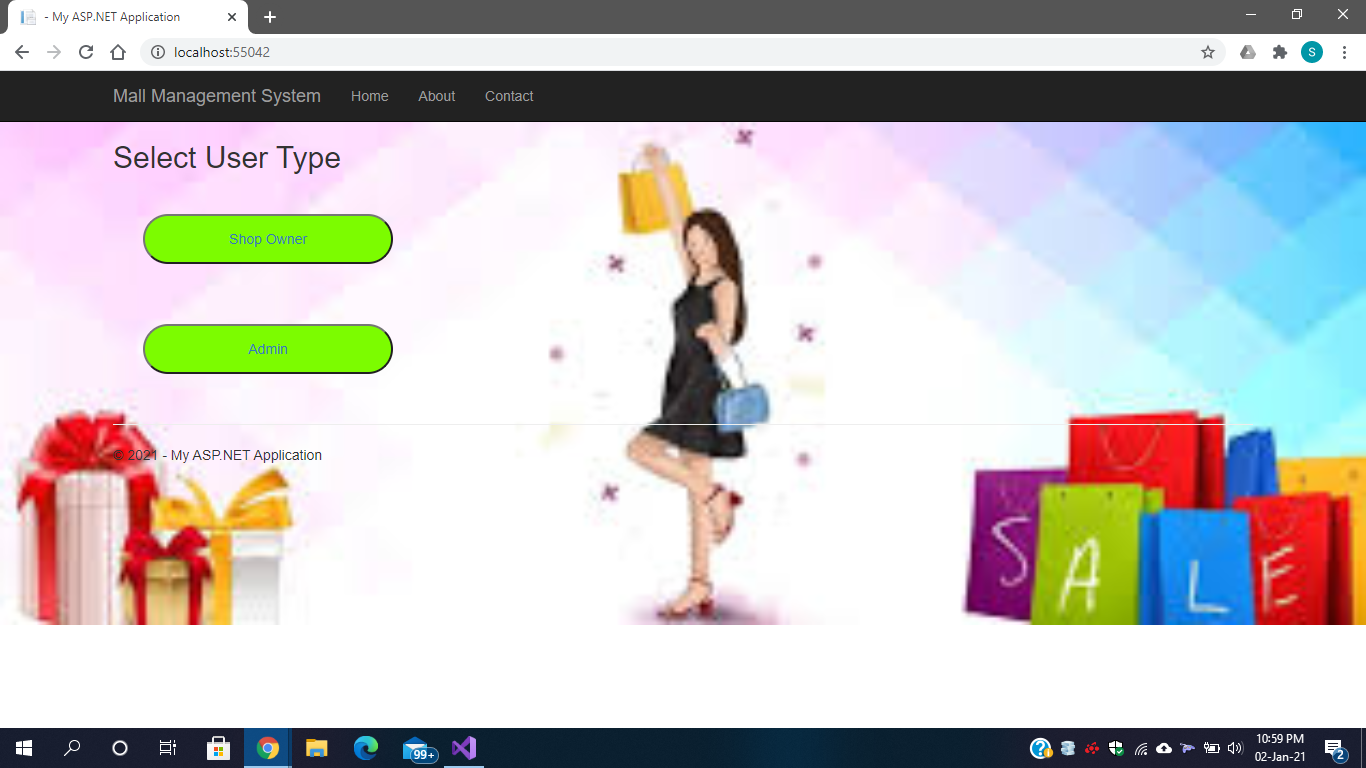 - My ASP.NET Application
S
localhost:55042
Mall Management System Home About Contact
Select User Type
Shop Owner
Admin
© 2021 - My ASP.NET Application
S A L E
99+
10:59 PM
02-Jan-21
2